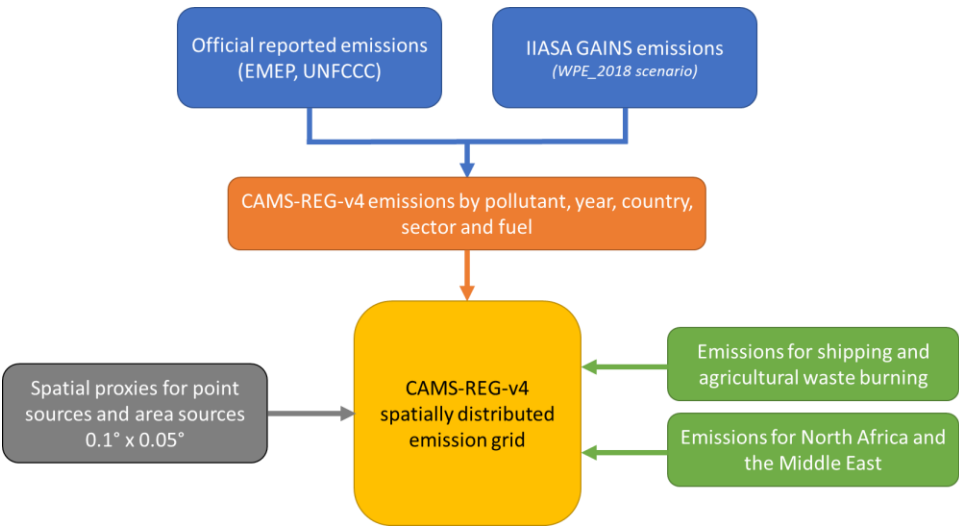 Official reported emissions
(EMEP, UNFCCC)
IIASA GAINS emissions
(WPE_2018 scenario)
CAMS-REG-v4 emissions by pollutant, year, country,
sector and fuel
Spatial proxies for point
sources and area sources
0.1° x 0.05°
CAMS-REG-v4
spatially distributed
emission grid
Emissions for shipping and
agricultural waste burning
Emissions for North Africa and
the Middle East